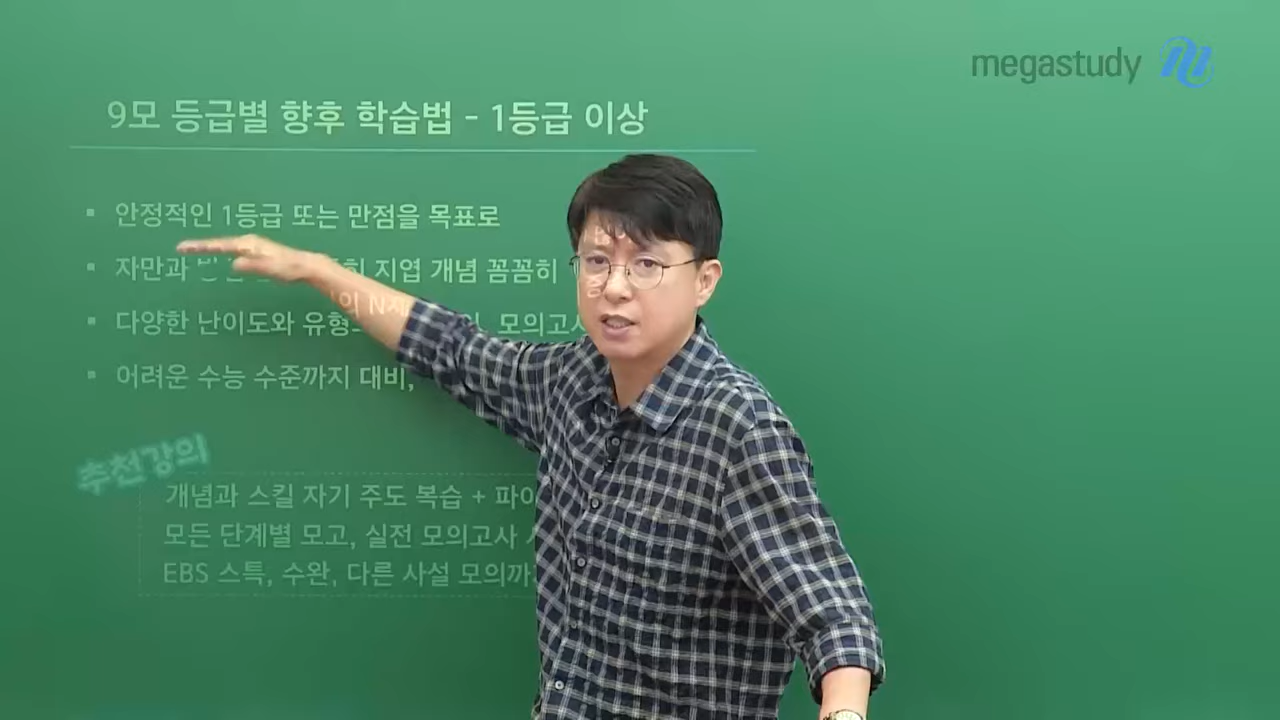 megastudy
9모 등급별 향후 학습법 - 1등급 이상
안정적인 1등급 또는 만점을 목표로
자만과 지엽 개념 꼼꼼히
다양한 난이도와 모의고사
어려운 수능 수준까지 대비,
추천강의
개념과 스킬 자기 주도 복습 +
모든 단계별 모고, 실전 모의고사
EBS 스특, 수완, 다른 사설 모의까